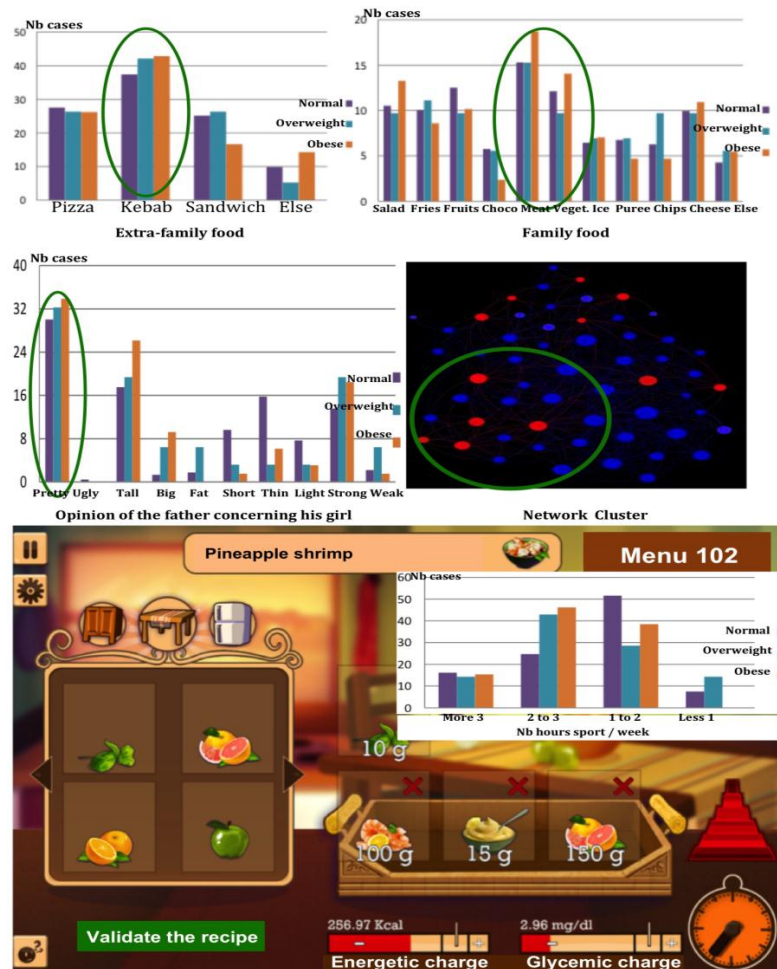 Nb cases
50
40
30
20
10
0
Normal
Overweight
Obese
Pizza Kebab Sandwich Else
Extra-family food
Nb cases
20
15
10
5
0
Normal
Overweight
Obese
Salad Fries Fruits Choco Meat Veget. Ice Puree Chips Cheese Else
Family food
Nb cases
40
32
24
16
8
0
Normal
Overweight
Obese
Pretty Ugly Tall Big Fat Short Thin Light Strong Weak
Opinion of the father concerning his girl
Network Cluster
Pineapple shrimp
Menu 102
Nb cases
60
50
40
30
20
10
0
Normal
Overweight
Obese
More 3 2 to 3 1 to 2 Less 1
Nb hours sport / week
10 g
100 g 15 g 150 g
Validate the recipe
256.97 Kcal
- +
Energetic charge
2.96 mg/dl
- +
Glycemic charge
?